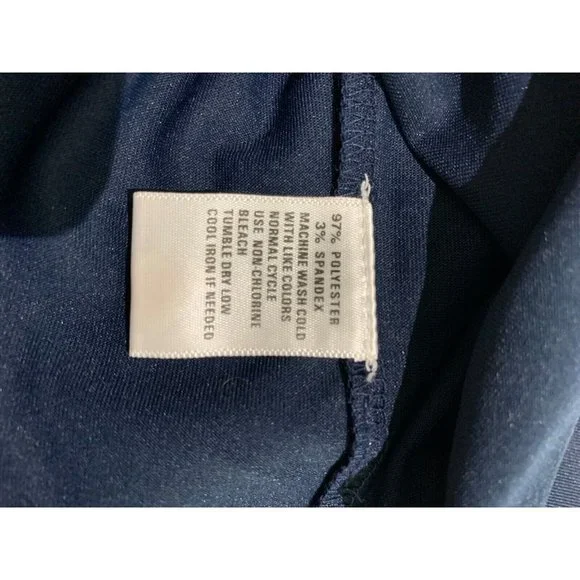 97% POLYESTER
3% SPANDEX
MACHINE WASH COLD
WITH LIKE COLORS
NORMAL CYCLE
USE NON-CHLORINE
BLEACH
TUMBLE DRY LOW
COOL IRON IF NEEDED